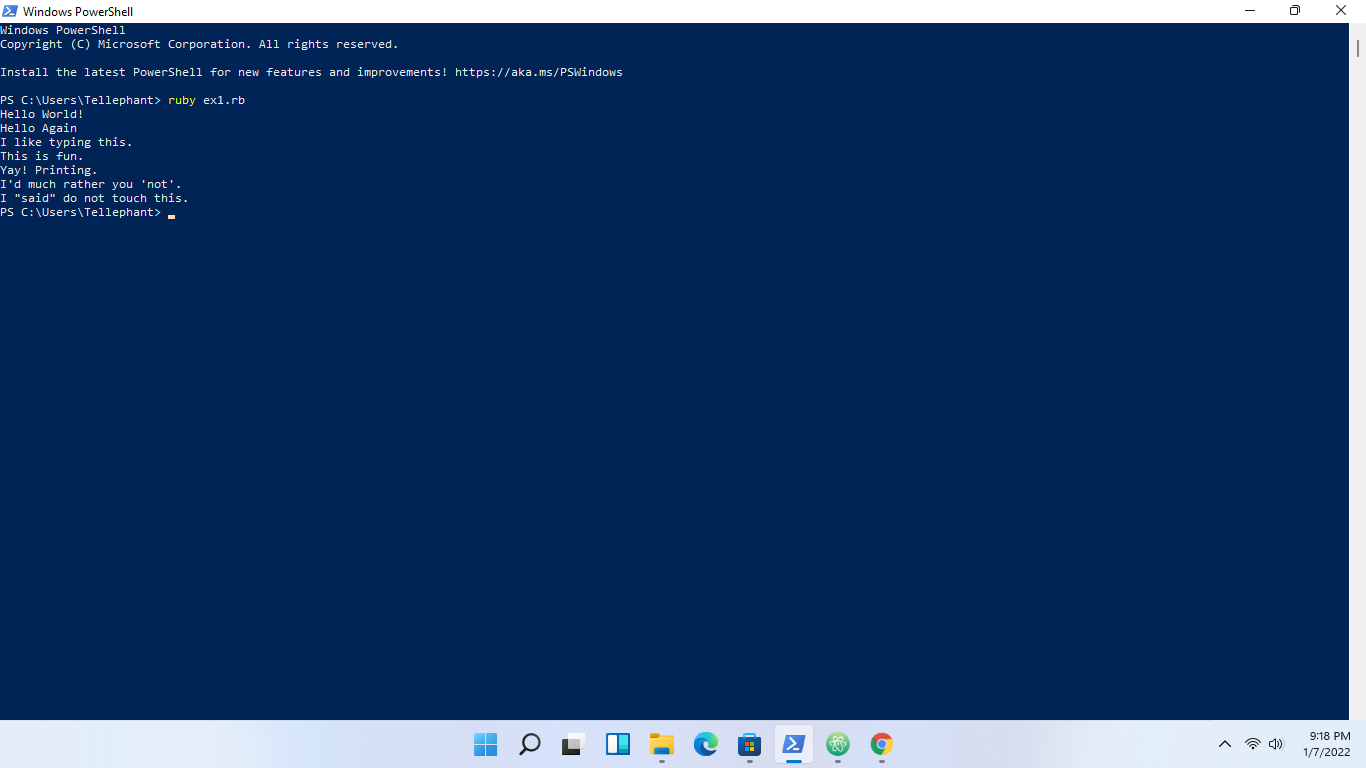 Windows PowerShell
Windows PowerShell
Copyright (C) Microsoft Corporation. All rights reserved.
Install the latest PowerShell for new features and improvements! https://aka.ms/PSWindows
PS C:\Users\Tellephant> ruby ex1.rb
Hello World!
Hello Again
I like typing this.
This is fun.
Yay! Printing.
I'd much rather you 'not'.
I "said" do not touch this.
PS C:\Users\Tellephant>
9:18 PM
1/7/2022